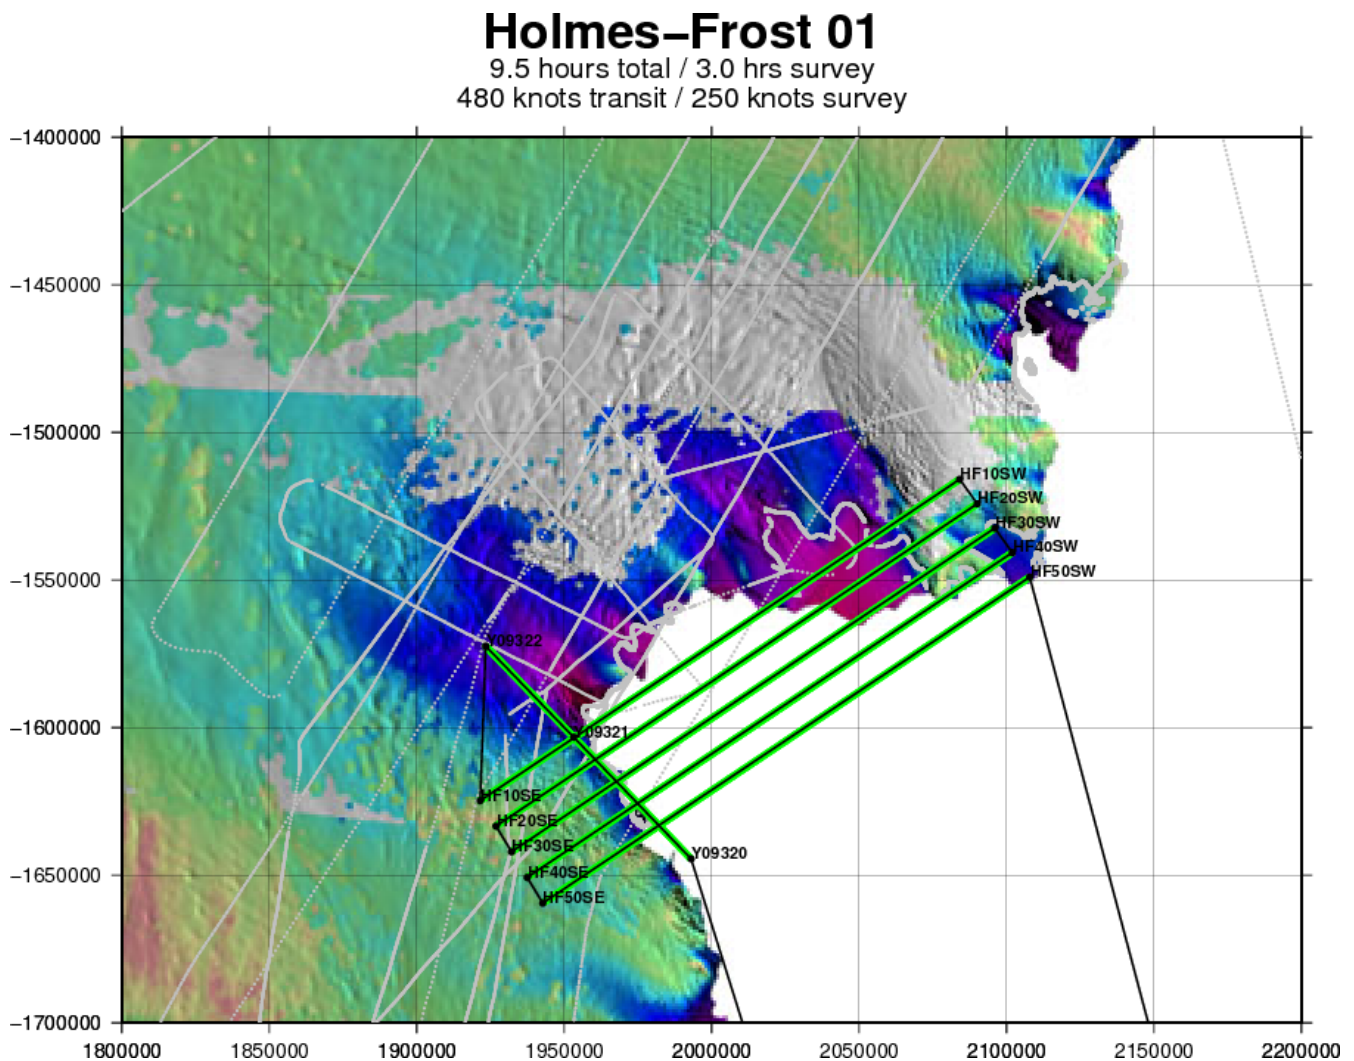 Holmes–Frost 01
9.5 hours total / 3.0 hrs survey
480 knots transit / 250 knots survey
−1400000
−1450000
−1500000
HF10SW
HF20SW
HF30SW
HF40SW
−1550000
HF50SW
Y09322
−1600000
Y09321
HF10SE
HF20SE
HF30SE
Y09320
−1650000
HF40SE
HF50SE
−1700000
1800000 1850000 1900000 1950000 2000000 2050000 2100000 2150000 2200000